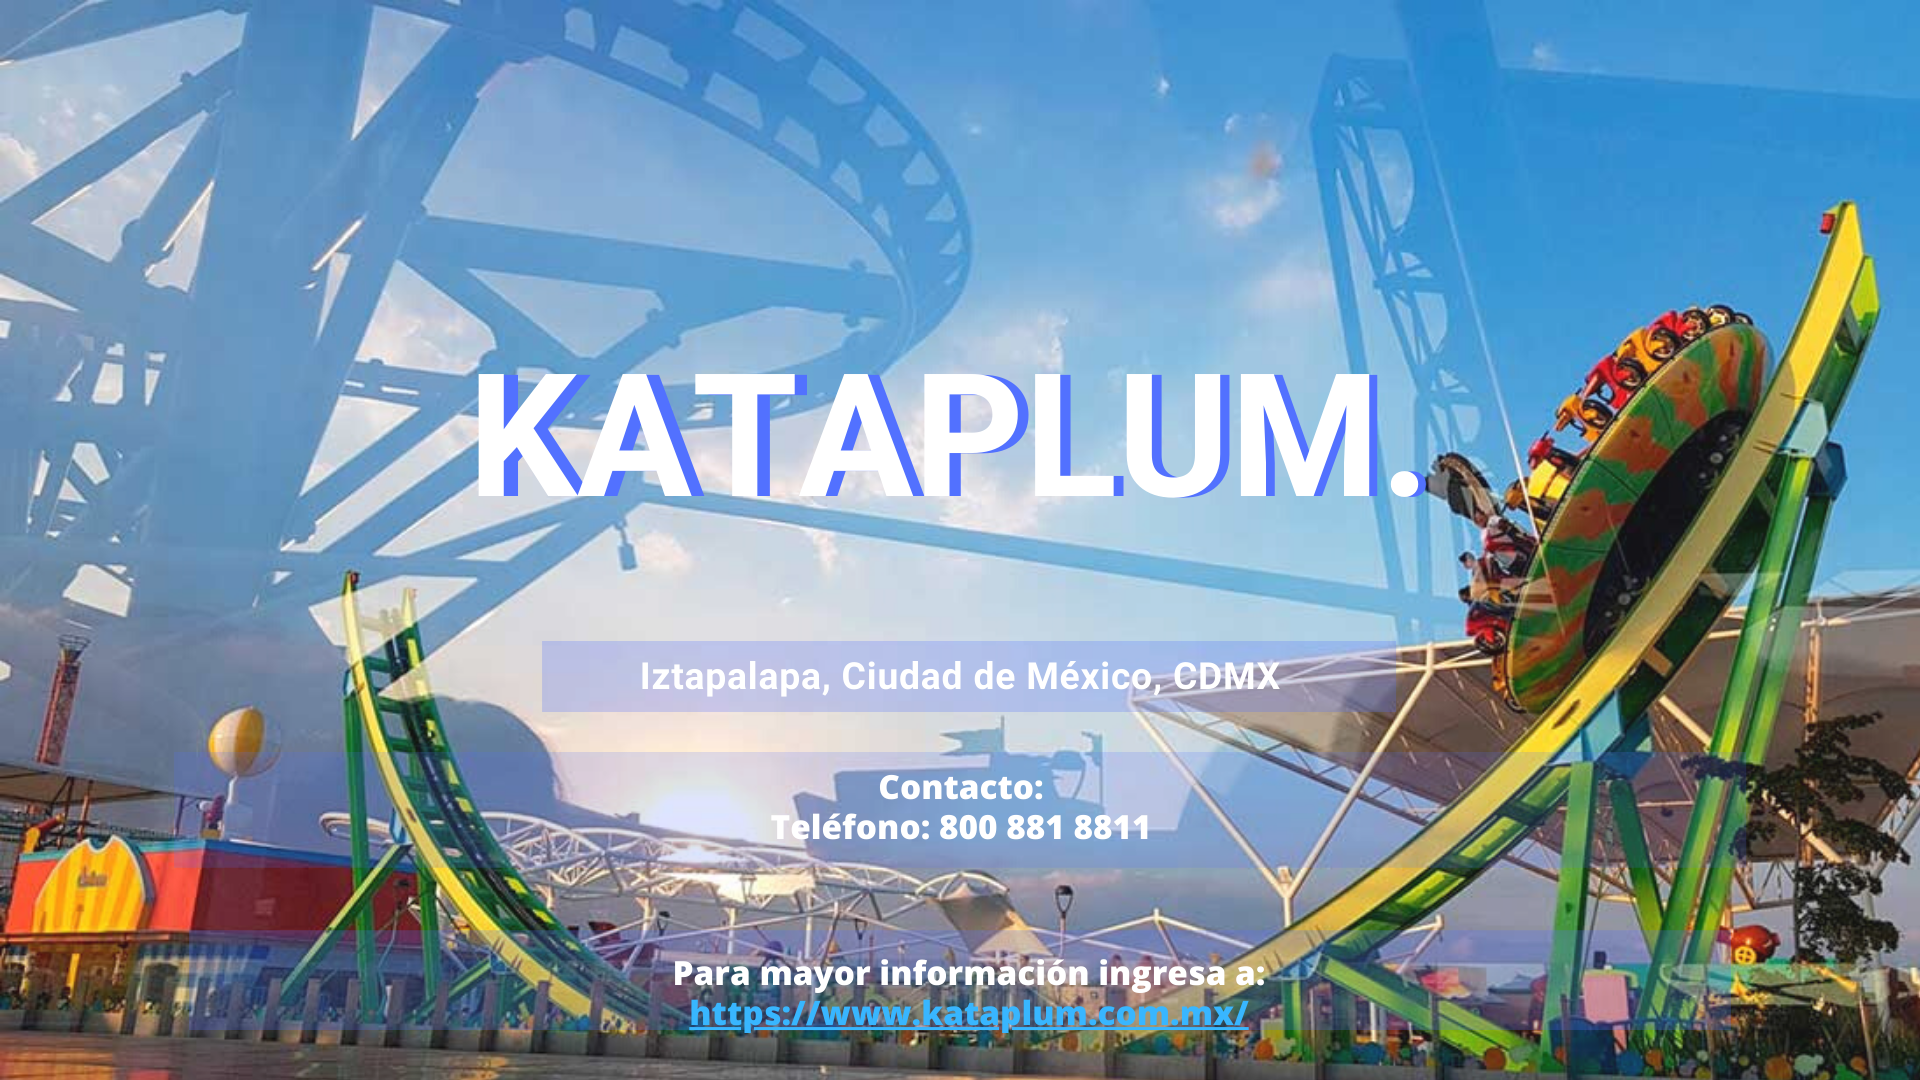 KATAPLUM.
Iztapalapa, Ciudad de México, CDMX
Contacto:
Teléfono: 800 881 8811
Para mayor información ingresa a:
https://www.kataplum.com.mx/